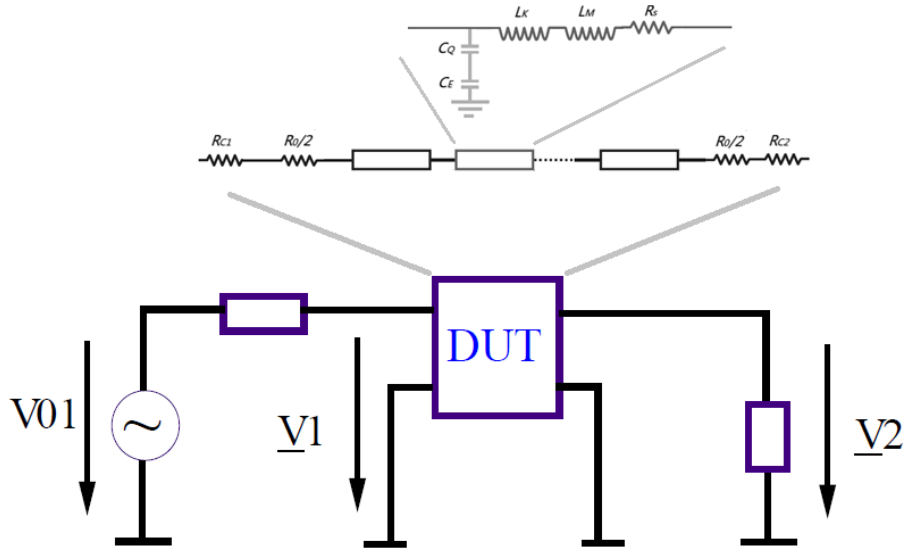 LK LM Rs
CQ
CE
RC1 R0/2 R0/2 RC2
DUT
V01 V1 V2
~